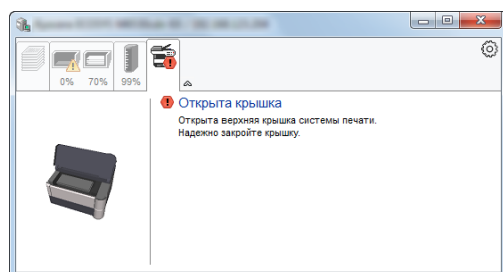 0% 70% 99%
Открыта крышка
Открыта верхняя крышка системы печати.
Надежно закройте крышку.